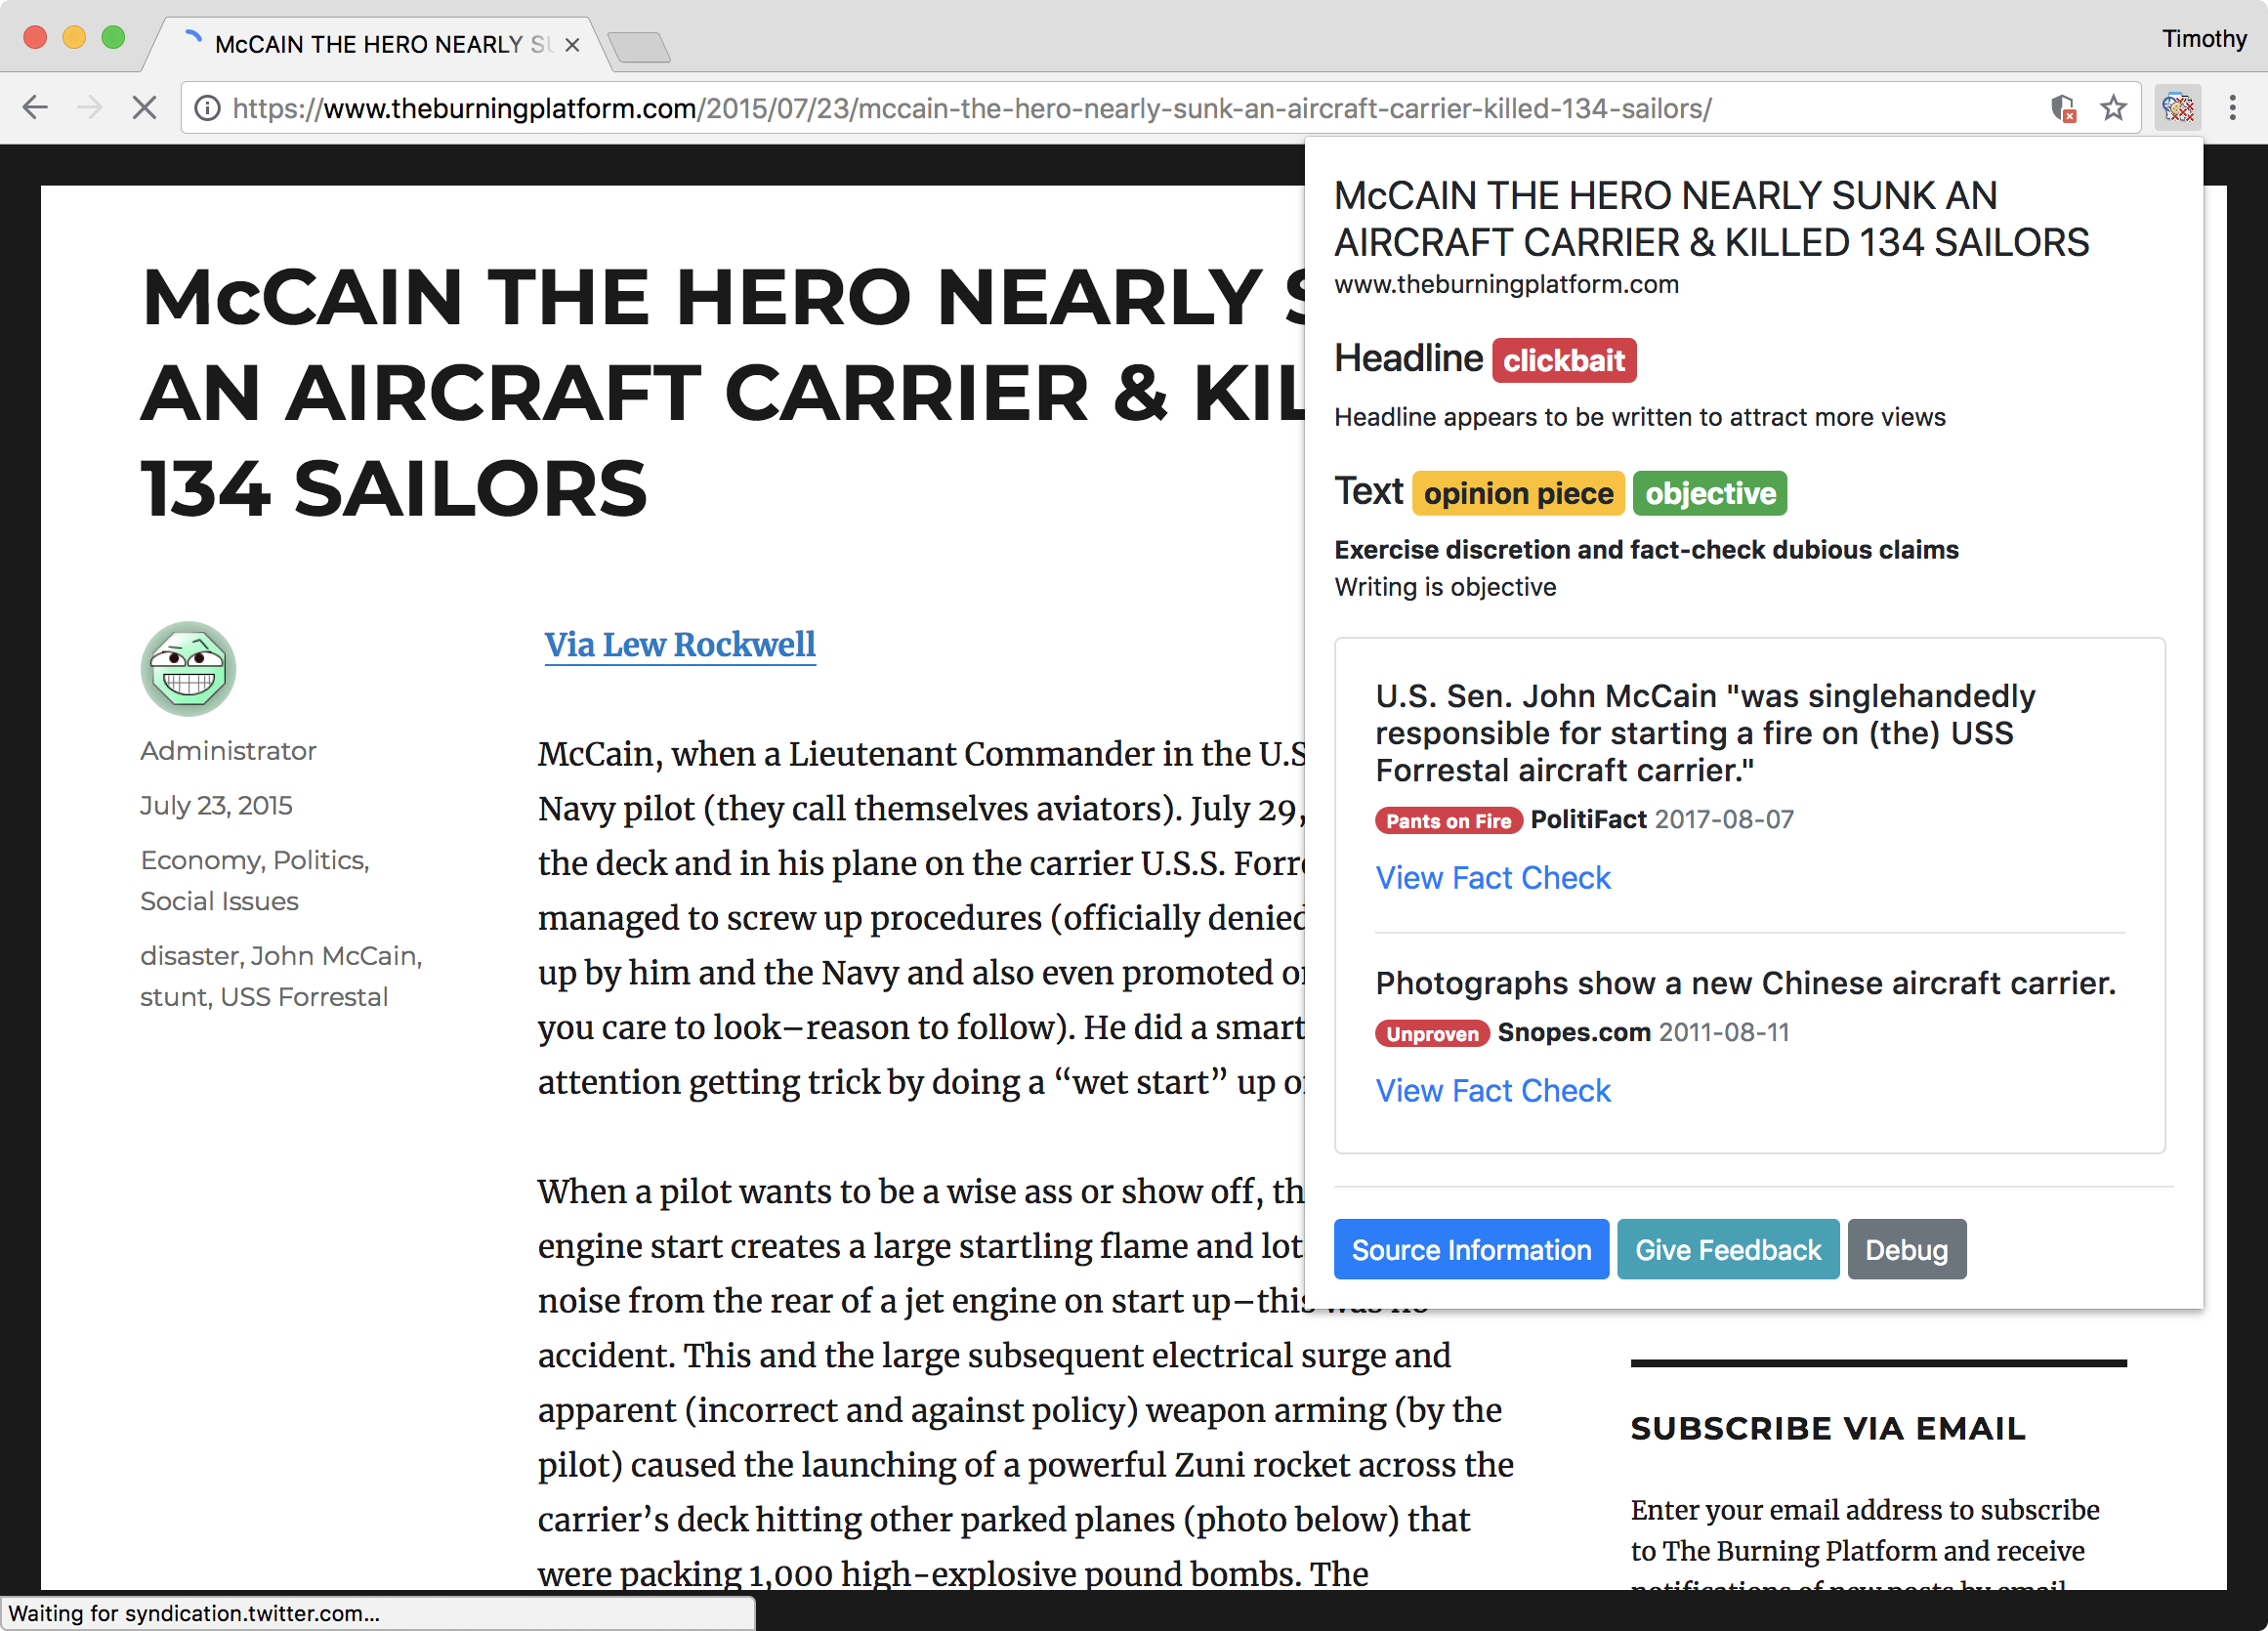 McCAIN THE HERO NEARLY SU
Timothy
https://www.theburningplatform.com/2015/07/23/mccain-the-hero-nearly-sunk-an-aircraft-carrier-killed-134-sailors/
McCAIN THE HERO NEARLY S
AN AIRCRAFT CARRIER & KIL
134 SAILORS
Administrator
July 23, 2015
Economy, Politics,
Social Issues
disaster, John McCain,
stunt, USS Forrestal
Via Lew Rockwell
McCain, when a Lieutenant Commander in the U.S
Navy pilot (they call themselves aviators). July 29,
the deck and in his plane on the carrier U.S.S. Forre
managed to screw up procedures (officially denied
up by him and the Navy and also even promoted or
you care to look–reason to follow). He did a smart
attention getting trick by doing a “wet start” up o
When a pilot wants to be a wise ass or show off, th
engine start creates a large startling flame and lot
noise from the rear of a jet engine on start up–this was no
accident. This and the large subsequent electrical surge and
apparent (incorrect and against policy) weapon arming (by the
pilot) caused the launching of a powerful Zuni rocket across the
carrier’s deck hitting other parked planes (photo below) that
were packing 1,000 high-explosive pound bombs. The
McCAIN THE HERO NEARLY SUNK AN
AIRCRAFT CARRIER & KILLED 134 SAILORS
www.theburningplatform.com
Headline clickbait
Headline appears to be written to attract more views
Text opinion piece objective
Exercise discretion and fact-check dubious claims
Writing is objective
U.S. Sen. John McCain "was singlehandedly
responsible for starting a fire on (the) USS
Forrestal aircraft carrier."
Pants on Fire PolitiFact 2017-08-07
View Fact Check
Photographs show a new Chinese aircraft carrier.
Unproven Snopes.com 2011-08-11
View Fact Check
Source Information Give Feedback Debug
SUBSCRIBE VIA EMAIL
Enter your email address to subscribe
to The Burning Platform and receive
notifications of new posts by email.
Waiting for syndication.twitter.com...